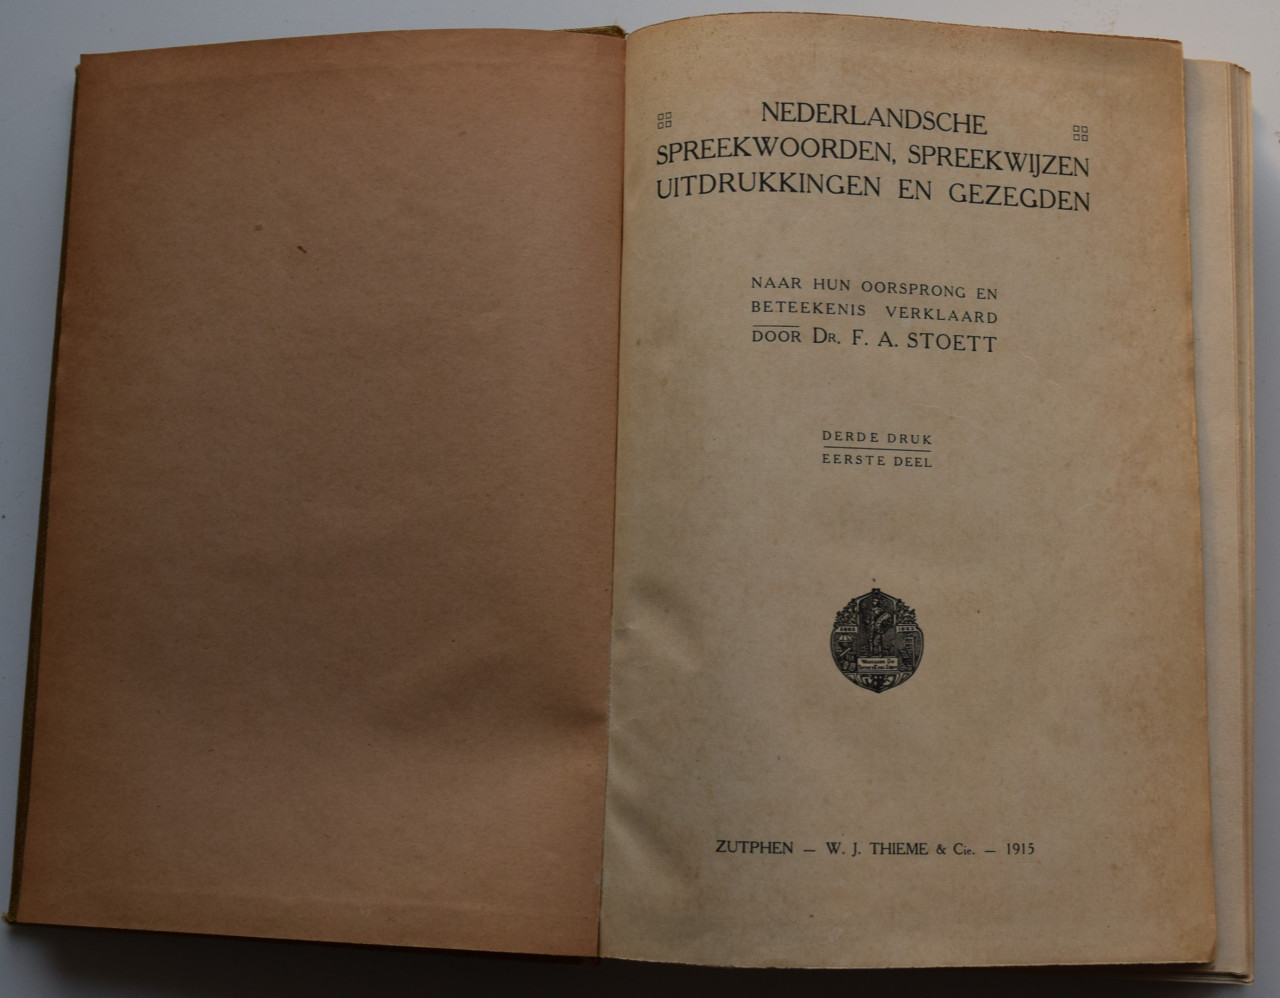 NEDERLANDSCHE
SPREEKWOORDEN, SPREEKWIJZEN
UITDRUKKINGEN EN GEZEGDEN
NAAR HUN OORSPRONG EN
BETEEKENIS VERKLAARD
DOOR Dr. F. A. STOETT
DERDE DRUK
EERSTE DEEL
ZUTPHEN — W. J. THIEME & Cie. — 1915